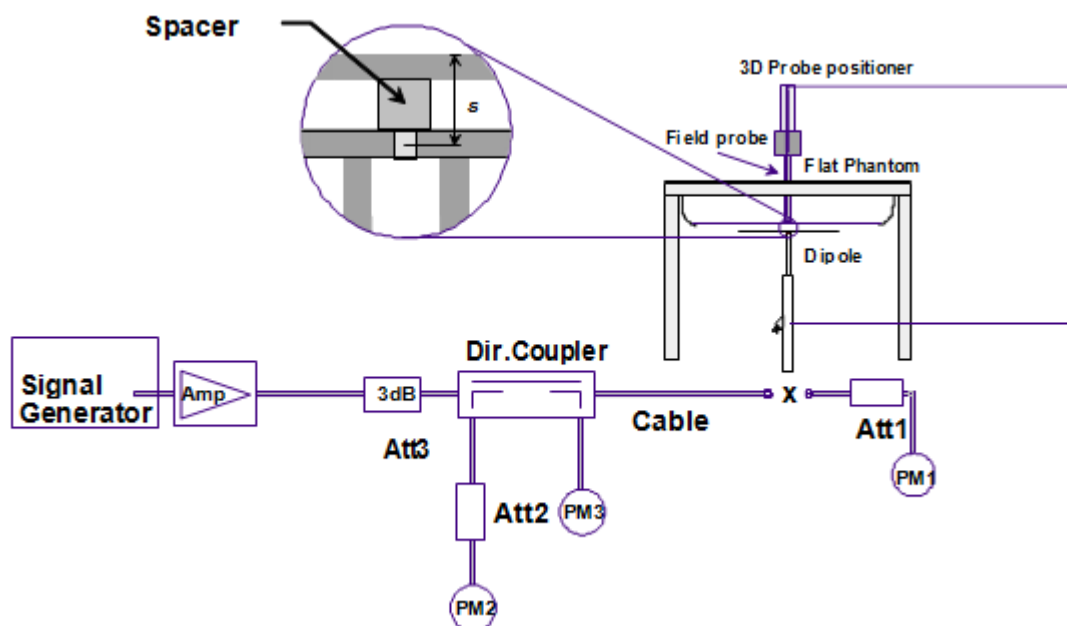 Spacer
s
3D Probe positioner
Field probe
Flat Phantom
Dipole
Dir.Coupler
Signal
Generator
Amp
3dB
Att3
Cable
x
Att1
PM1
Att2
PM3
PM2